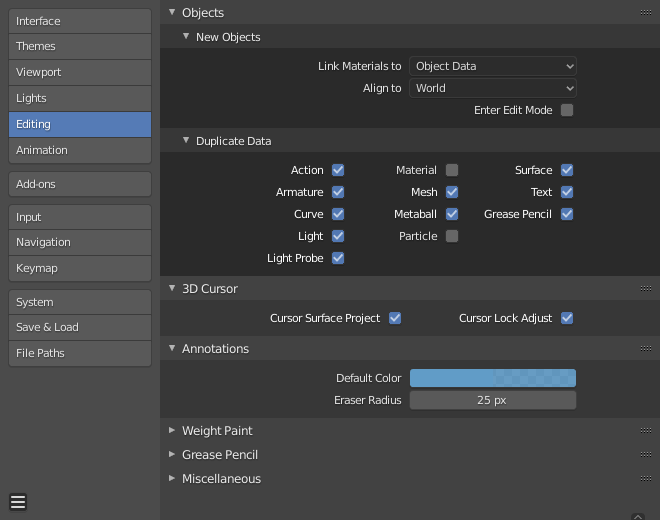 Interface
Themes
Viewport
Lights
Editing
Animation
Add-ons
Input
Navigation
Keymap
System
Save & Load
File Paths
Objects
New Objects
Link Materials to Object Data
Align to World
Enter Edit Mode
Duplicate Data
Action Material Surface
Armature Mesh Text
Curve Metaball Grease Pencil
Light Particle
Light Probe
3D Cursor
Cursor Surface Project Cursor Lock Adjust
Annotations
Default Color
Eraser Radius 25 px
Weight Paint
Grease Pencil
Miscellaneous